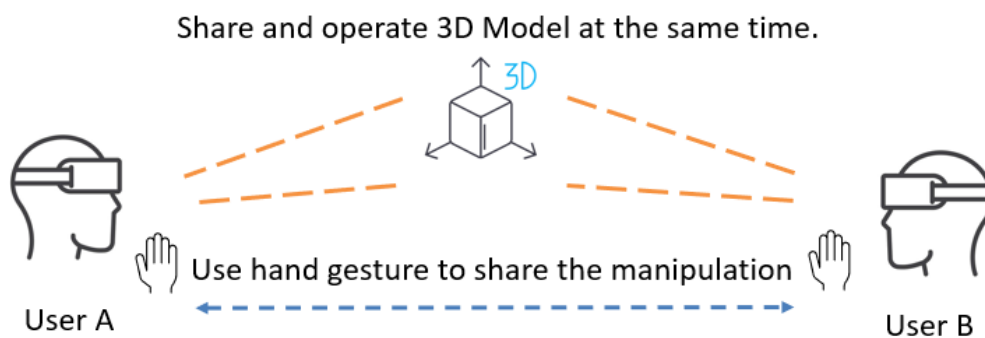 Share and operate 3D Model at the same time.
3D
Use hand gesture to share the manipulation
User A
User B